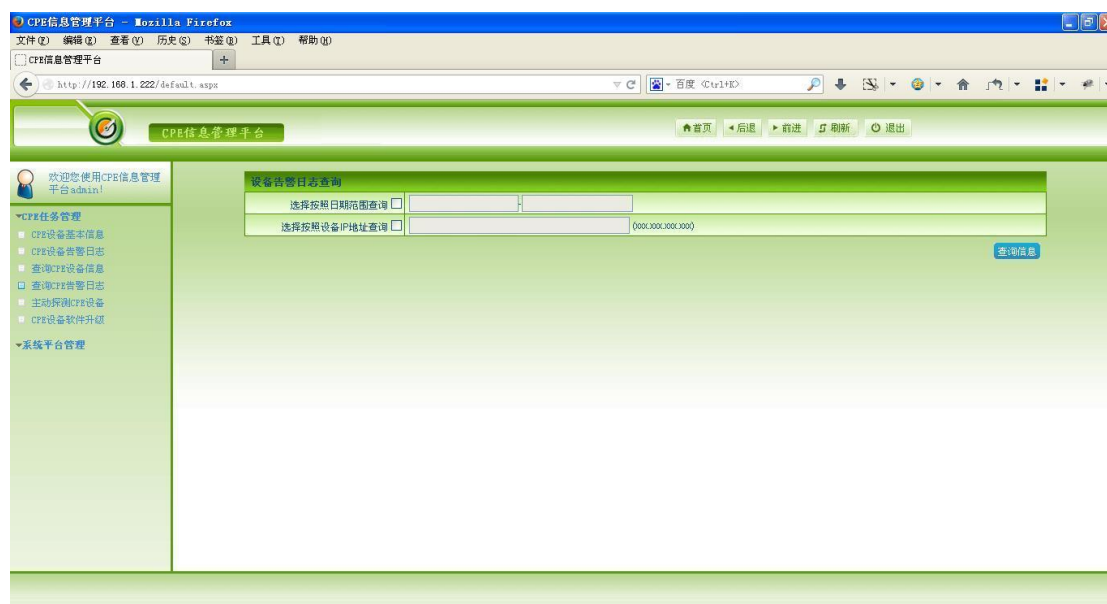 CPE信息管理平台 - Mozilla Firefox
文件(F) 编辑(E) 查看(V) 历史(S) 书签(B) 工具(T) 帮助(H)
CPE信息管理平台 +
http://192.168.1.222/default.aspx
百度 <Ctrl+K>
CPE信息管理平台
首页 后退 前进 刷新 退出
欢迎您使用CPE信息管理
平台admin!
CPE任务管理
CPE设备基本信息
CPE设备告警日志
查询CPE设备信息
查询CPE告警日志
主动探测CPE设备
CPE设备软件升级
系统平台管理
设备告警日志查询
选择按照日期范围查询 -
选择按照设备IP地址查询 (xxx.xxx.xxx.xxx)
查询信息